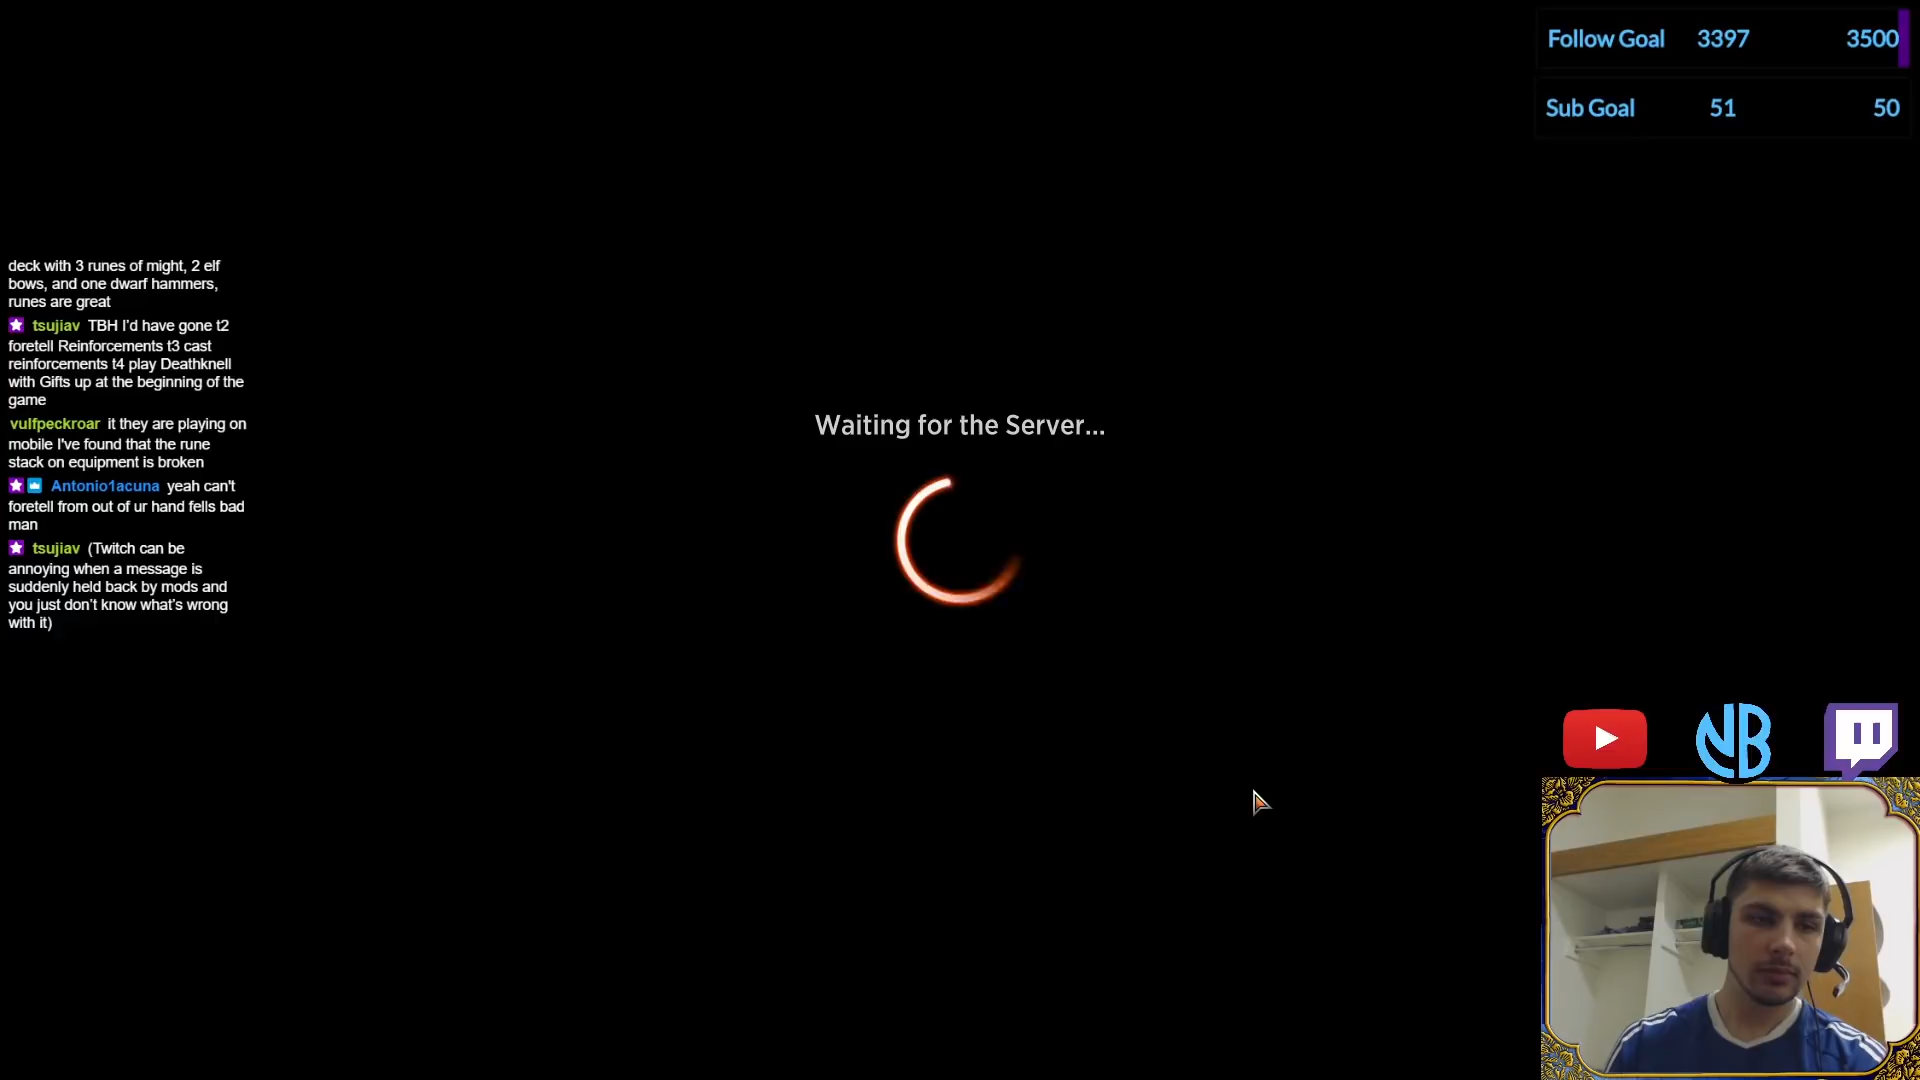 Follow Goal 3397 3500
Sub Goal 51 50
deck with 3 runes of might, 2 elf
bows, and one dwarf hammers,
runes are great
tsujiav TBH I'd have gone t2
foretell Reinforcements t3 cast
reinforcements t4 play Deathknell
with Gifts up at the beginning of the
game
vulfpeckroar it they are playing on
mobile I've found that the rune
stack on equipment is broken
Antonio1acuna yeah can't
foretell from out of ur hand fells bad
man
tsujiav (Twitch can be
annoying when a message is
suddenly held back by mods and
you just don't know what's wrong
with it)
Waiting for the Server...
NB